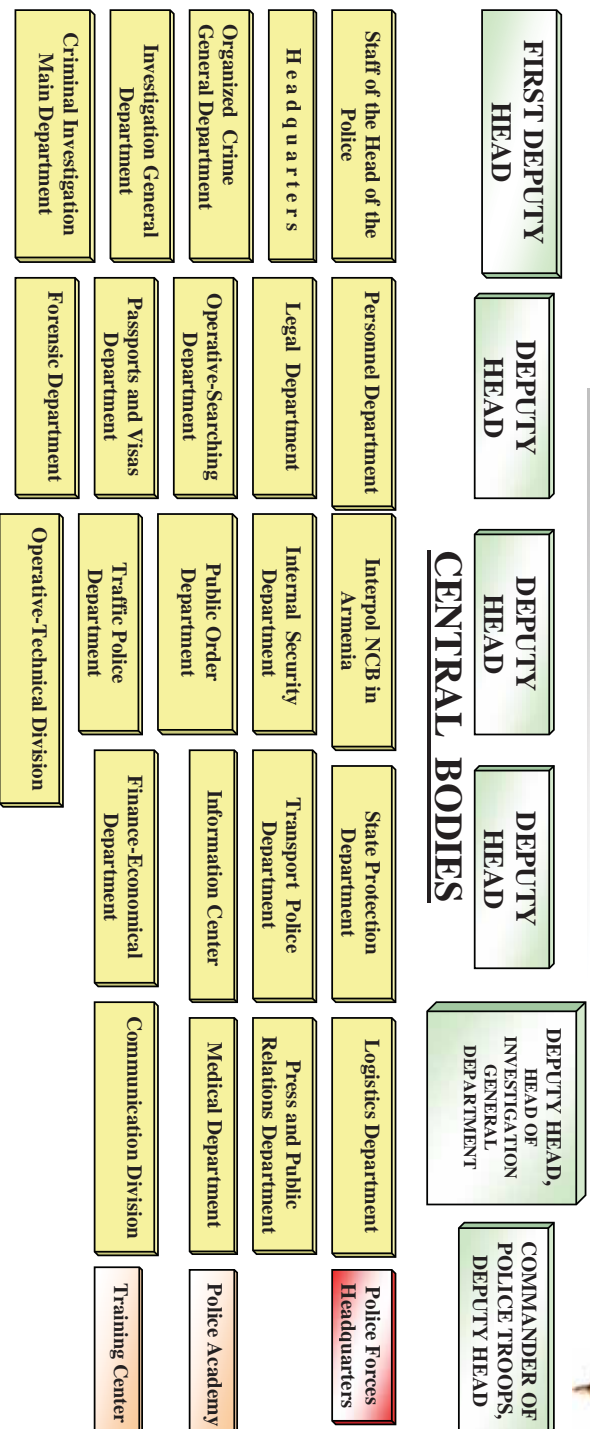 FIRST DEPUTY
HEAD
DEPUTY
HEAD
DEPUTY
HEAD
DEPUTY
HEAD
DEPUTY HEAD,
HEAD OF
INVESTIGATION
GENERAL
DEPARTMENT
COMMANDER OF
POLICE TROOPS,
DEPUTY HEAD
CENTRAL BODIES
Staff of the Head of the
Police
Personnel Department
Interpol NCB in
Armenia
State Protection
Department
Logistics Department
Police Forces
Headquarters
H e a d q u a r t e r s
Legal Department
Internal Security
Department
Transport Police
Department
Press and Public
Relations Department
Organized Crime
General Department
Operative-Searching
Department
Public Order
Department
Information Center
Medical Department
Police Academy
Investigation General
Department
Passports and Visas
Department
Traffic Police
Department
Finance-Economical
Department
Communication Division
Training Center
Criminal Investigation
Main Department
Forensic Department
Operative-Technical Division